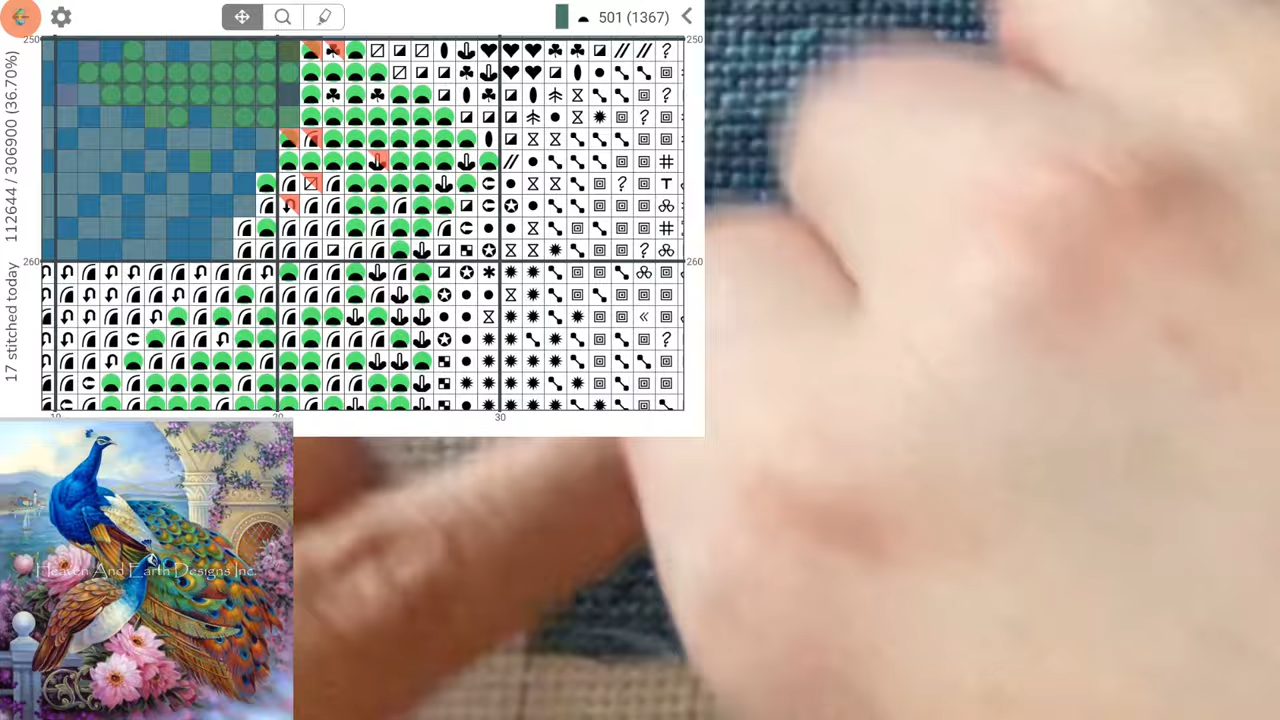 501 (1367)
250
250
112644 / 306900 (36.70%)
17 stitched today
260
260
20
30
Heaven And Earth Designs Inc.